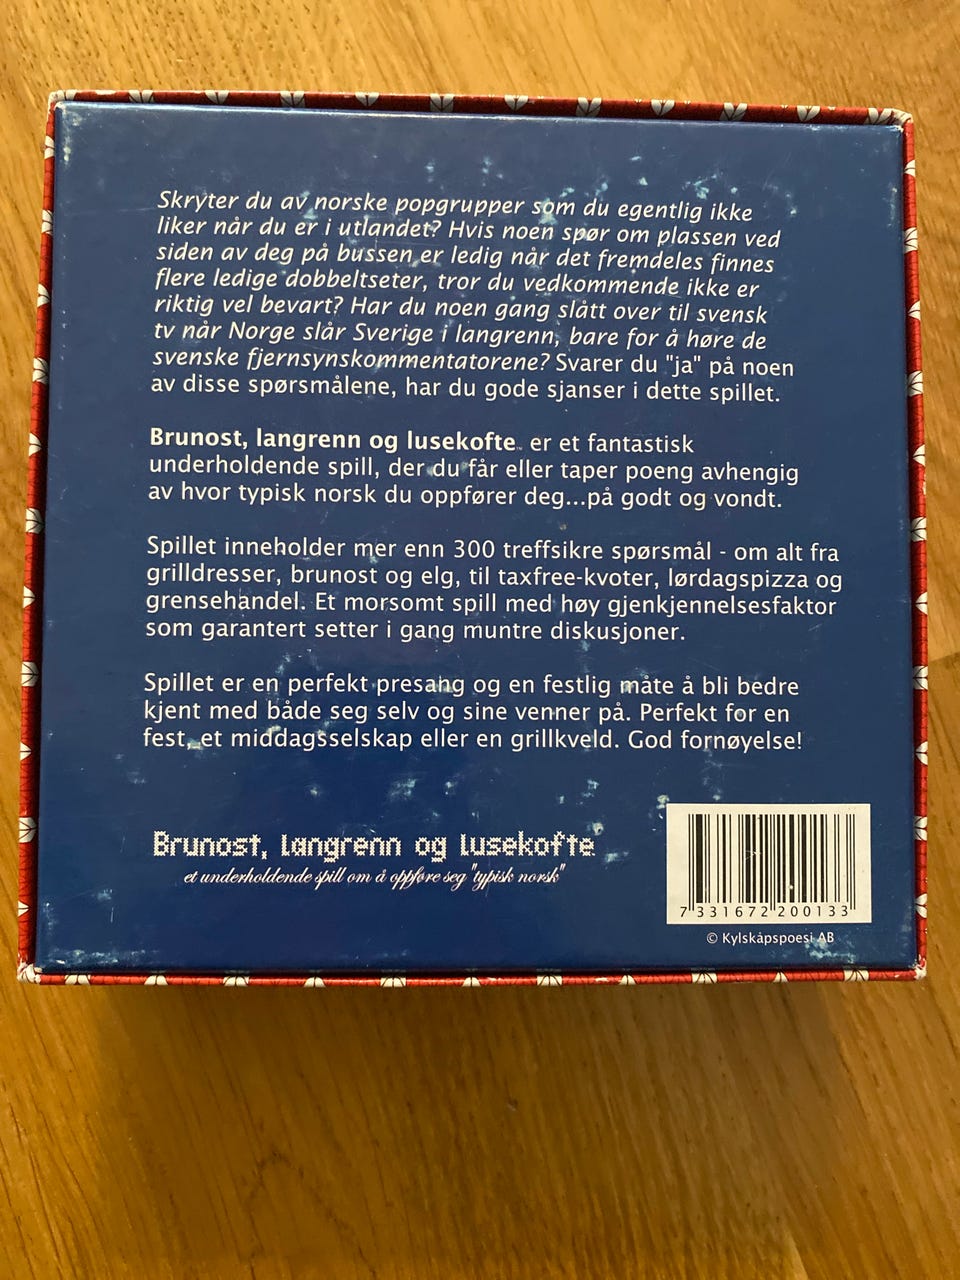 Skryter du av norske popgrupper som du egentlig ikke
liker når du er i utlandet? Hvis noen spør om plassen ved
siden av deg på bussen er ledig når det fremdeles finnes
flere ledige dobbeltseter, tror du vedkommende ikke er
riktig vel bevart? Har du noen gang slått over til svensk
tv når Norge slår Sverige i langrenn, bare for å høre de
svenske fjernsynskommentatorene? Svarer du "ja" på noen
av disse spørsmålene, har du gode sjanser i dette spillet.
Brunost, langrenn og lusekofte er et fantastisk
underholdende spill, der du får eller taper poeng avhengig
av hvor typisk norsk du oppfører deg...på godt og vondt.
Spillet inneholder mer enn 300 treffsikre spørsmål - om alt fra
grilldresser, brunost og elg, til taxfree-kvoter, lørdagspizza og
grensehandel. Et morsomt spill med høy gjenkjennelsesfaktor
som garantert setter i gang muntre diskusjoner.
Spillet er en perfekt presang og en festlig måte å bli bedre
kjent med både seg selv og sine venner på. Perfekt for en
fest, et middagsselskap eller en grillkveld. God fornøyelse!
Brunost, langrenn og lusekofte
et underholdende spill om å oppføre seg "typisk norsk"
7 331672 200133
© Kylskåpspoesi AB